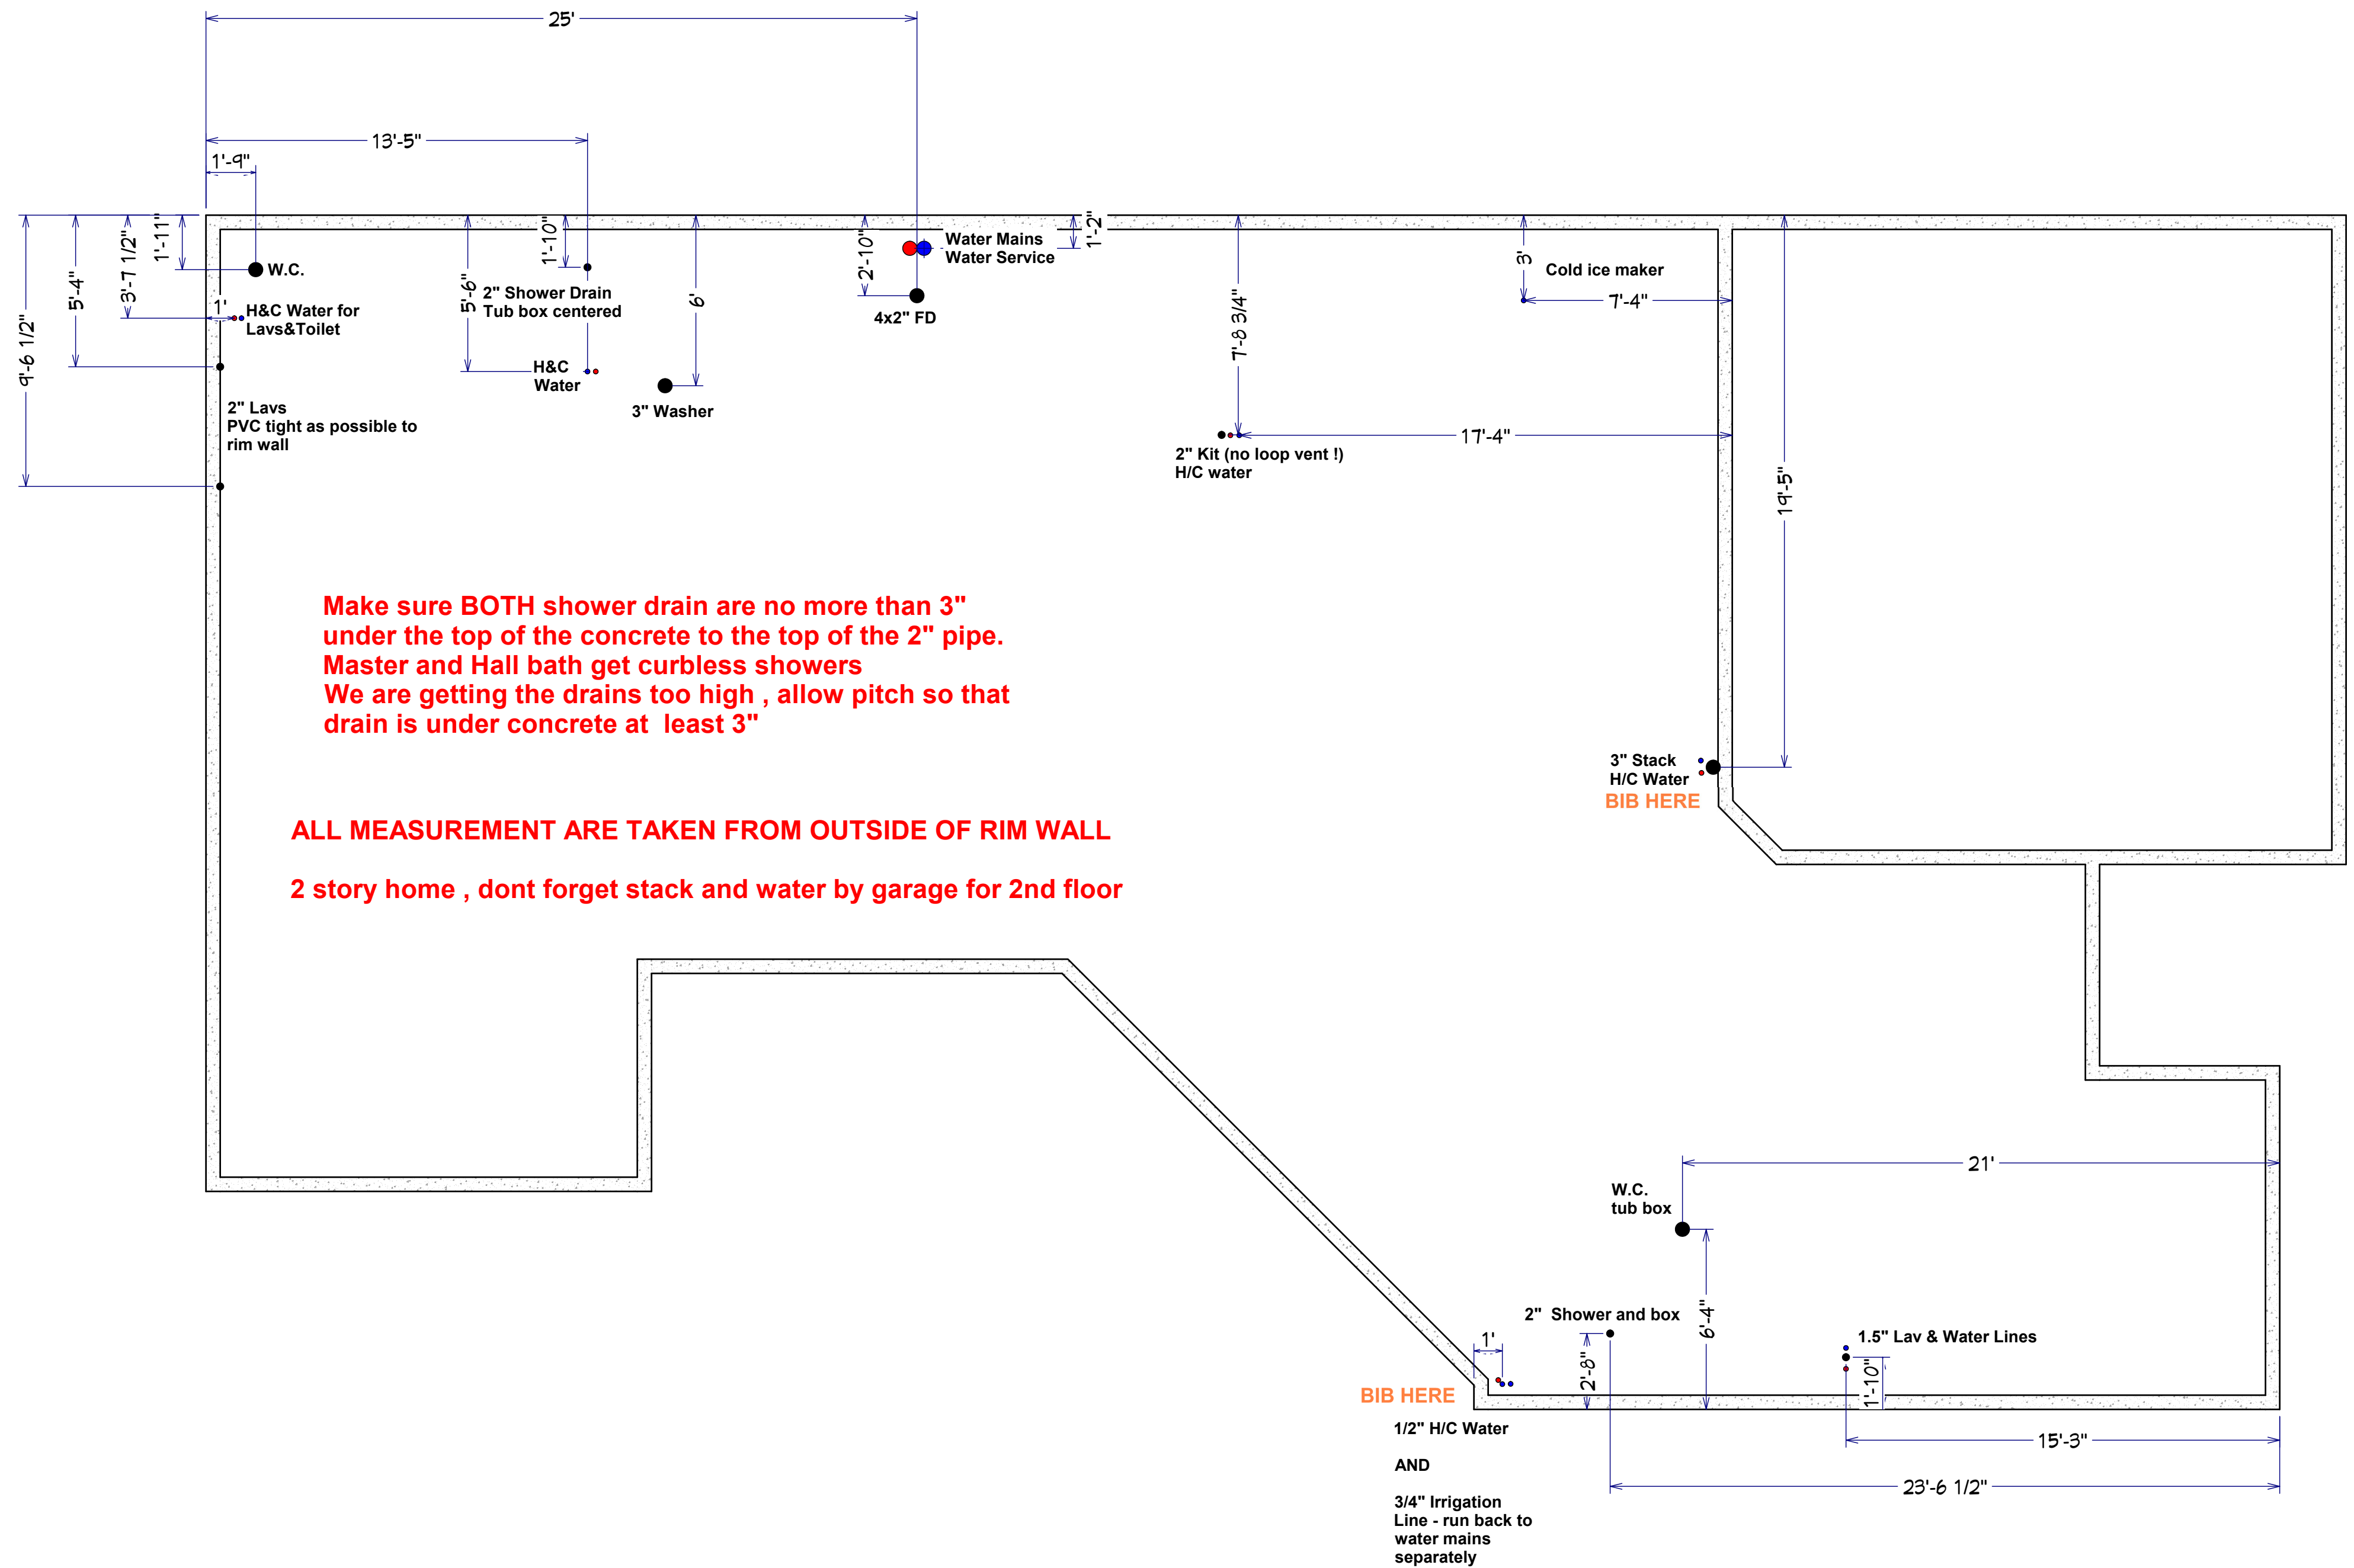 25'
13'-5"
1'-9"
9'-6 1/2"
5'-4"
3'-7 1/2"
1'-11"
W.C.
1'
H&C Water for
Lavs&Toilet
2" Lavs
PVC tight as possible to
rim wall
5'-6"
1'-10"
2" Shower Drain
Tub box centered
H&C
Water
6'
3" Washer
2'-10"
4x2" FD
Water Mains
Water Service
1'-2"
7'-8 3/4"
2" Kit (no loop vent !)
H/C water
17'-4"
3'
Cold ice maker
7'-4"
19'-5"
3" Stack
H/C Water
BIB HERE
Make sure BOTH shower drain are no more than 3"
under the top of the concrete to the top of the 2" pipe.
Master and Hall bath get curbless showers
We are getting the drains too high , allow pitch so that
drain is under concrete at  least 3"
ALL MEASUREMENT ARE TAKEN FROM OUTSIDE OF RIM WALL
2 story home , dont forget stack and water by garage for 2nd floor
21'
W.C.
tub box
6'-4"
2"  Shower and box
2'-8"
1'
1.5" Lav & Water Lines
1'-10"
15'-3"
23'-6 1/2"
BIB HERE
1/2" H/C Water
AND
3/4" Irrigation
Line - run back to
water mains
separately